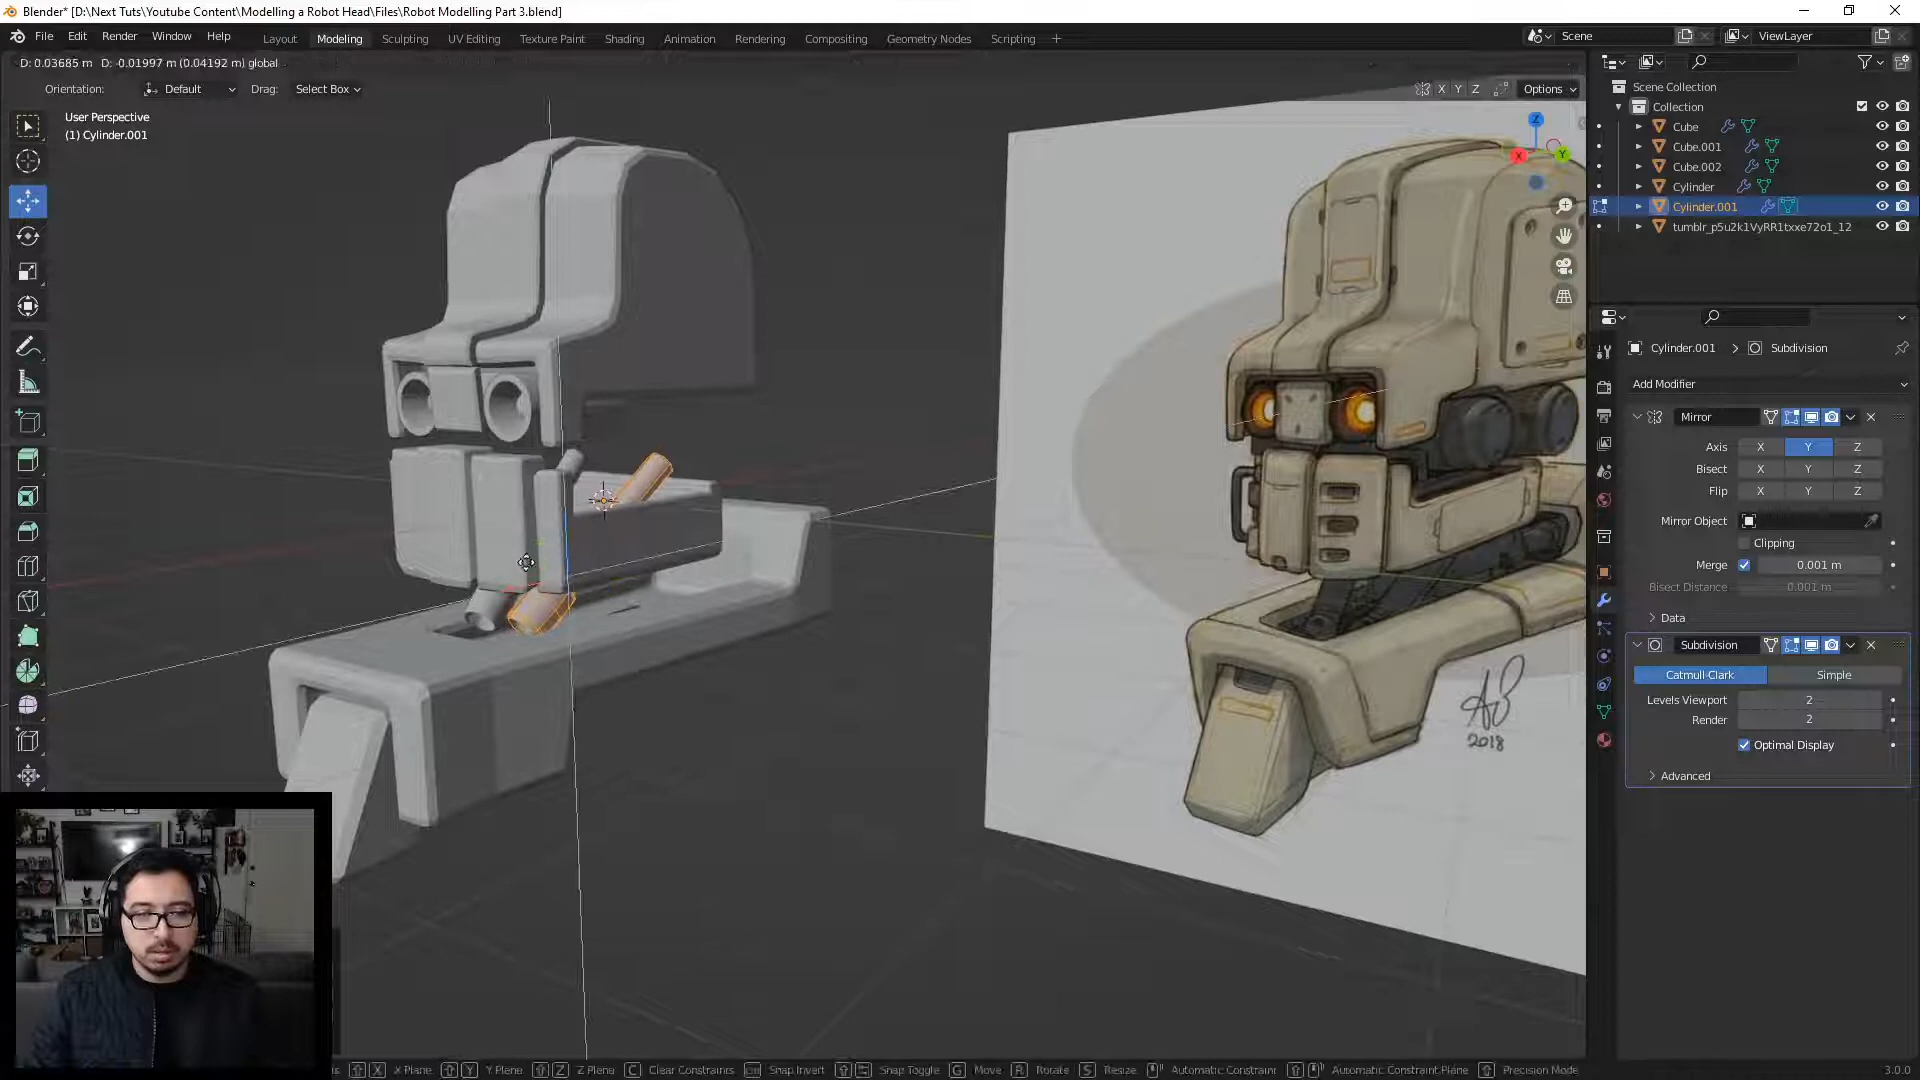 Blender* [D:\Next Tuts\Youtube Content\Modelling a Robot Head\Files\Robot Modelling Part 3.blend]
File Edit Render Window Help Layout Modeling Sculpting UV Editing Texture Paint Shading Animation Rendering Compositing Geometry Nodes Scripting + Scene ViewLayer
D: 0.03685 m D: -0.01997 m (0.04192 m) global
Orientation: Default Drag: Select Box X Y Z Options
User Perspective
(1) Cylinder.001
Z
X Y
Scene Collection
Collection
Cube
Cube.001
Cube.002
Cylinder
Cylinder.001
tumblr_p5u2k1VyRR1txxe72o1_12
Cylinder.001 > Subdivision
Add Modifier
Mirror
Axis X Y Z
Bisect X Y Z
Flip X Y Z
Mirror Object
Clipping
Merge 0.001 m
Bisect Distance 0.001 m
Data
Subdivision
Catmull-Clark Simple
Levels Viewport 2
Render 2
Optimal Display
Advanced
2018
X X Plane Y Y Plane Z Z Plane C Clear Constraints Snap Invert Snap Toggle G Move R Rotate S Resize Automatic Constraint Automatic Constraint Plane Precision Mode 3.0.0